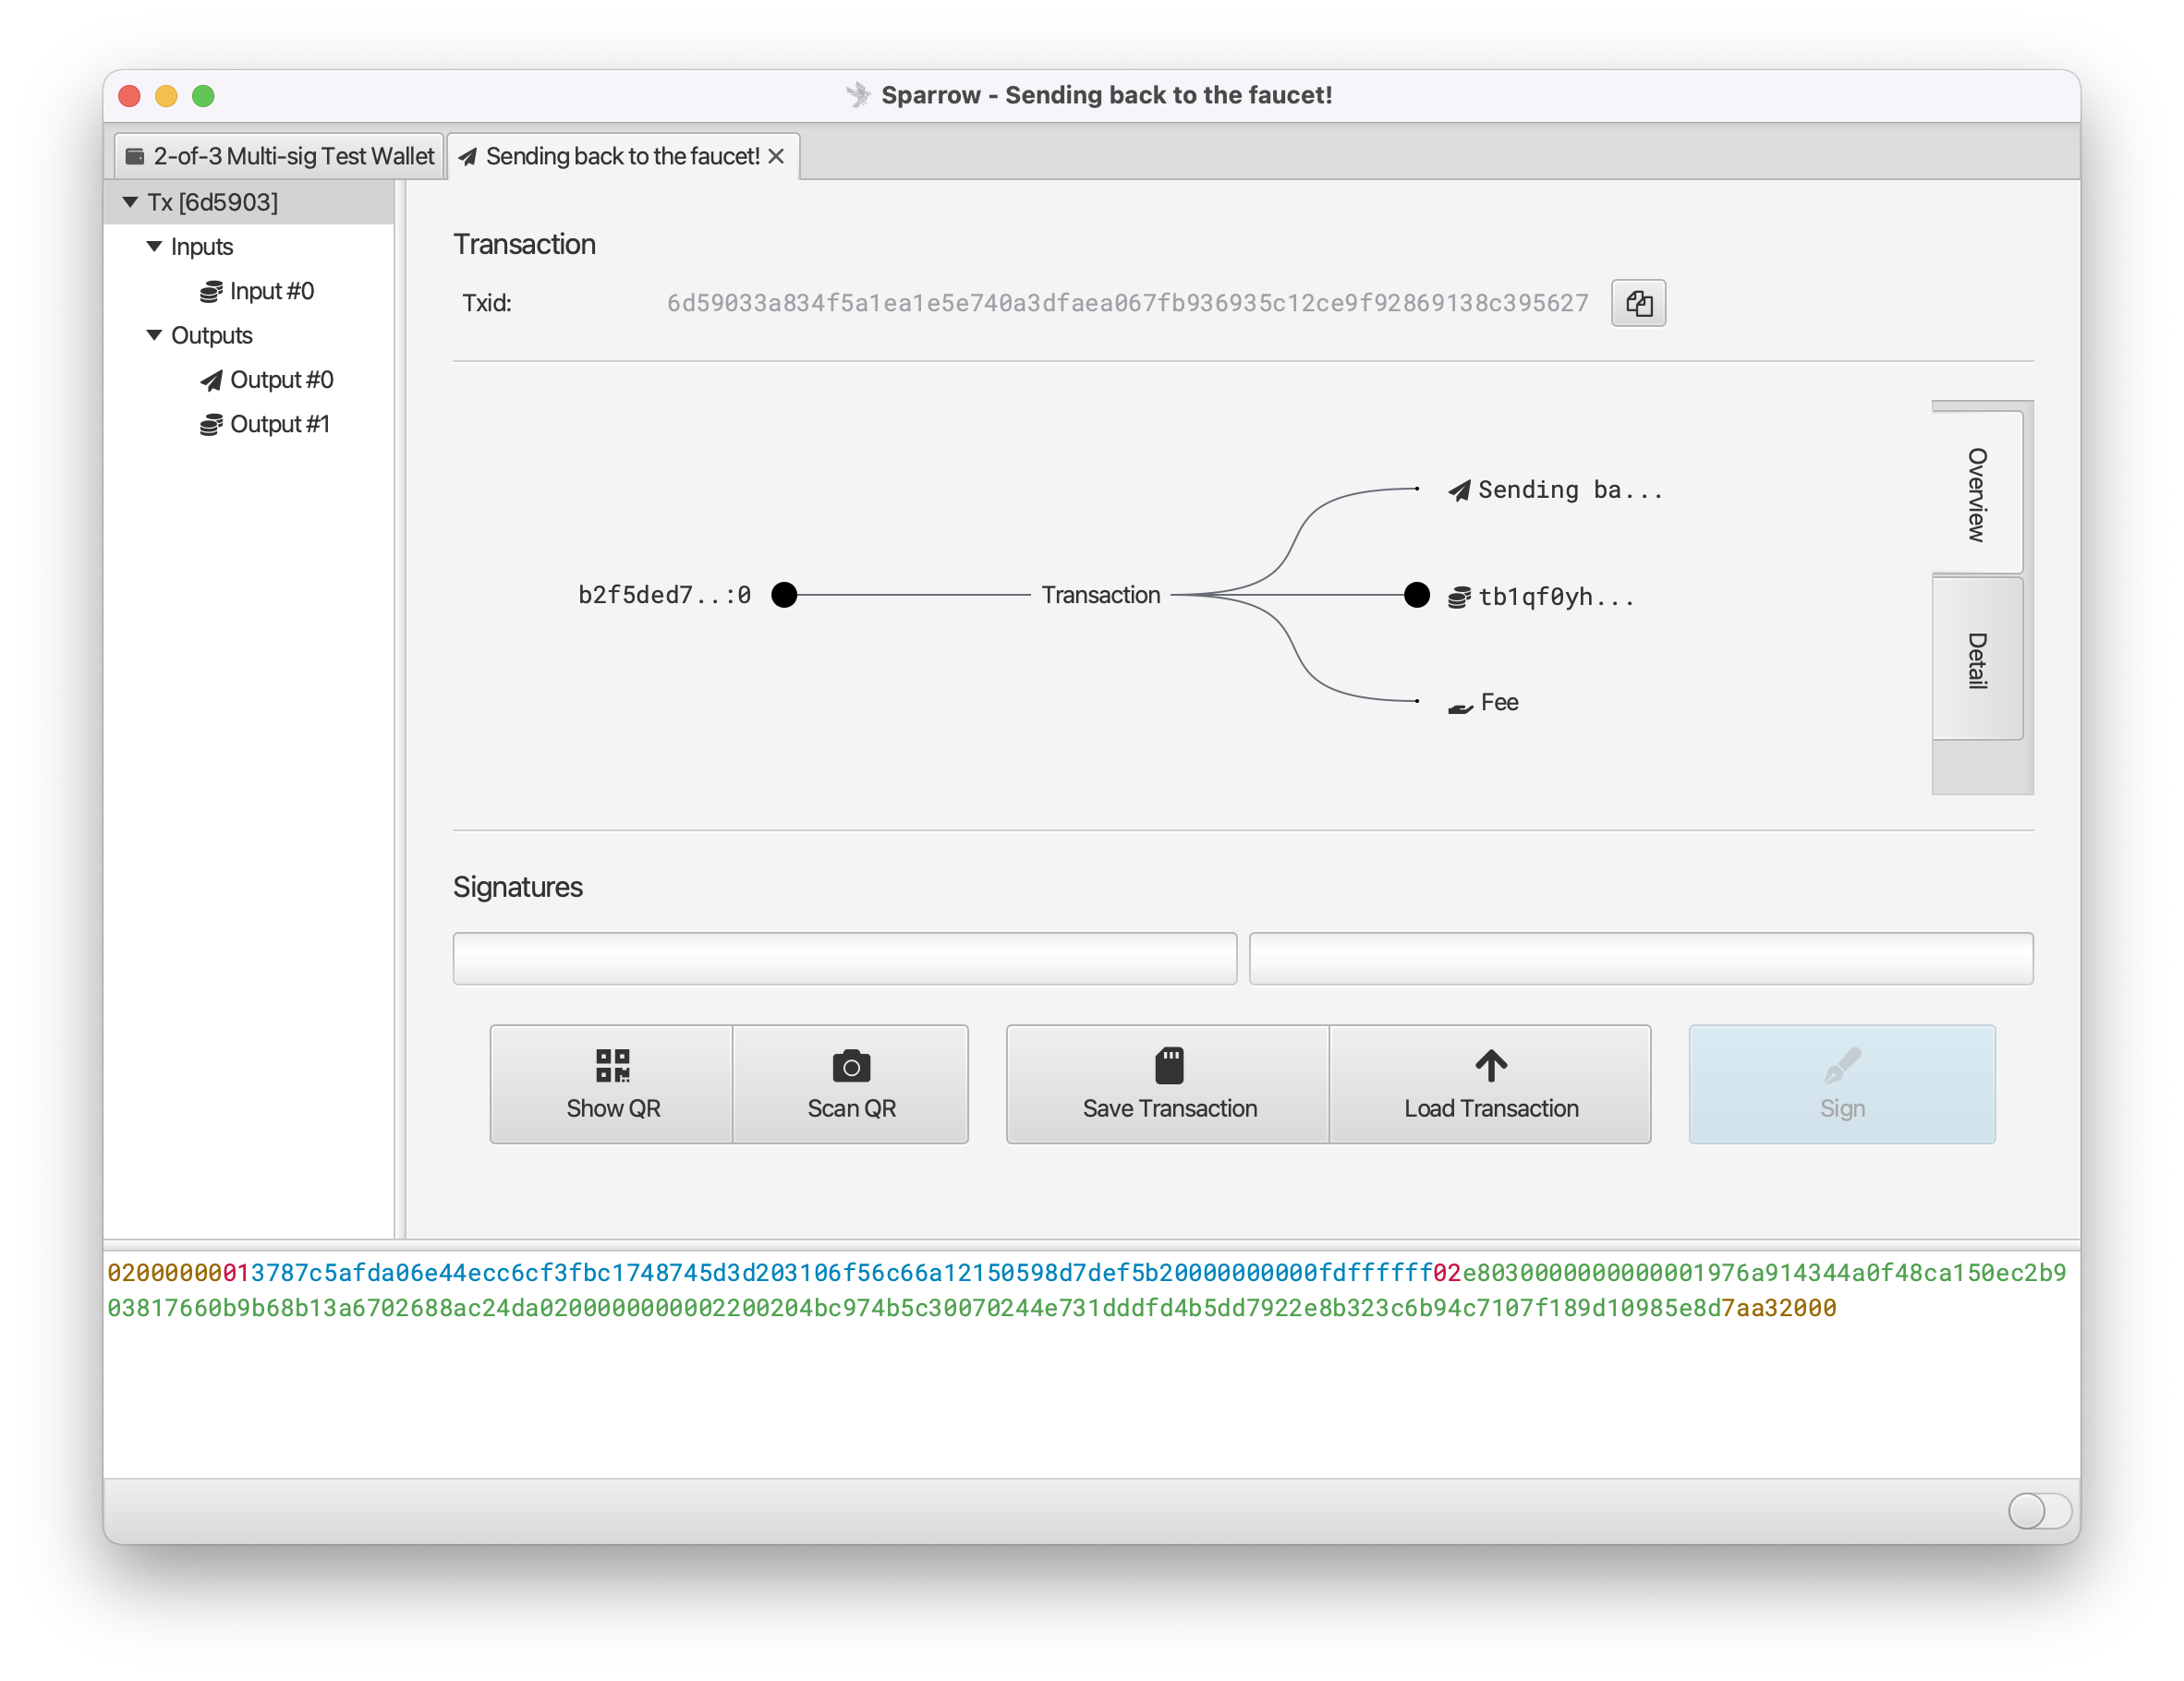 Sparrow - Sending back to the faucet!
2-of-3 Multi-sig Test Wallet
Sending back to the faucet!
Tx [6d5903]
Inputs
Input #0
Outputs
Output #0
Output #1
Transaction
Txid: 6d59033a834f5a1ea1e5e740a3dfaea067fb936935c12ce9f92869138c395627
Sending ba...
b2f5ded7..:0 Transaction tb1qf0yh...
Fee
Overview
Detail
Signatures
Show QR
Scan QR
Save Transaction
Load Transaction
Sign
02000000013787c5afda06e44ecc6cf3fbc1748745d3d203106f56c66a12150598d7def5b20000000000fdffffff02e8030000000000001976a914344a0f48ca150ec2b9
03817660b9b68b13a6702688ac24da0200000000002200204bc974b5c30070244e731dddfd4b5dd7922e8b323c6b94c7107f189d10985e8d7aa32000